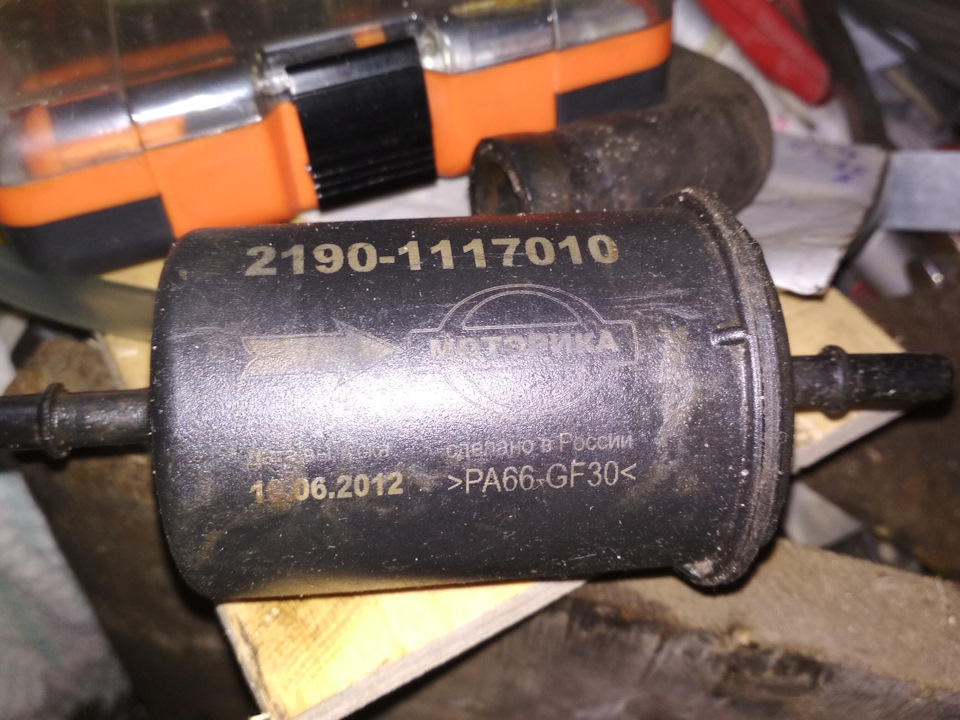 2190-1117010
МОТОРИКА
сделано в России
.06.2012 >PA66-GF30<